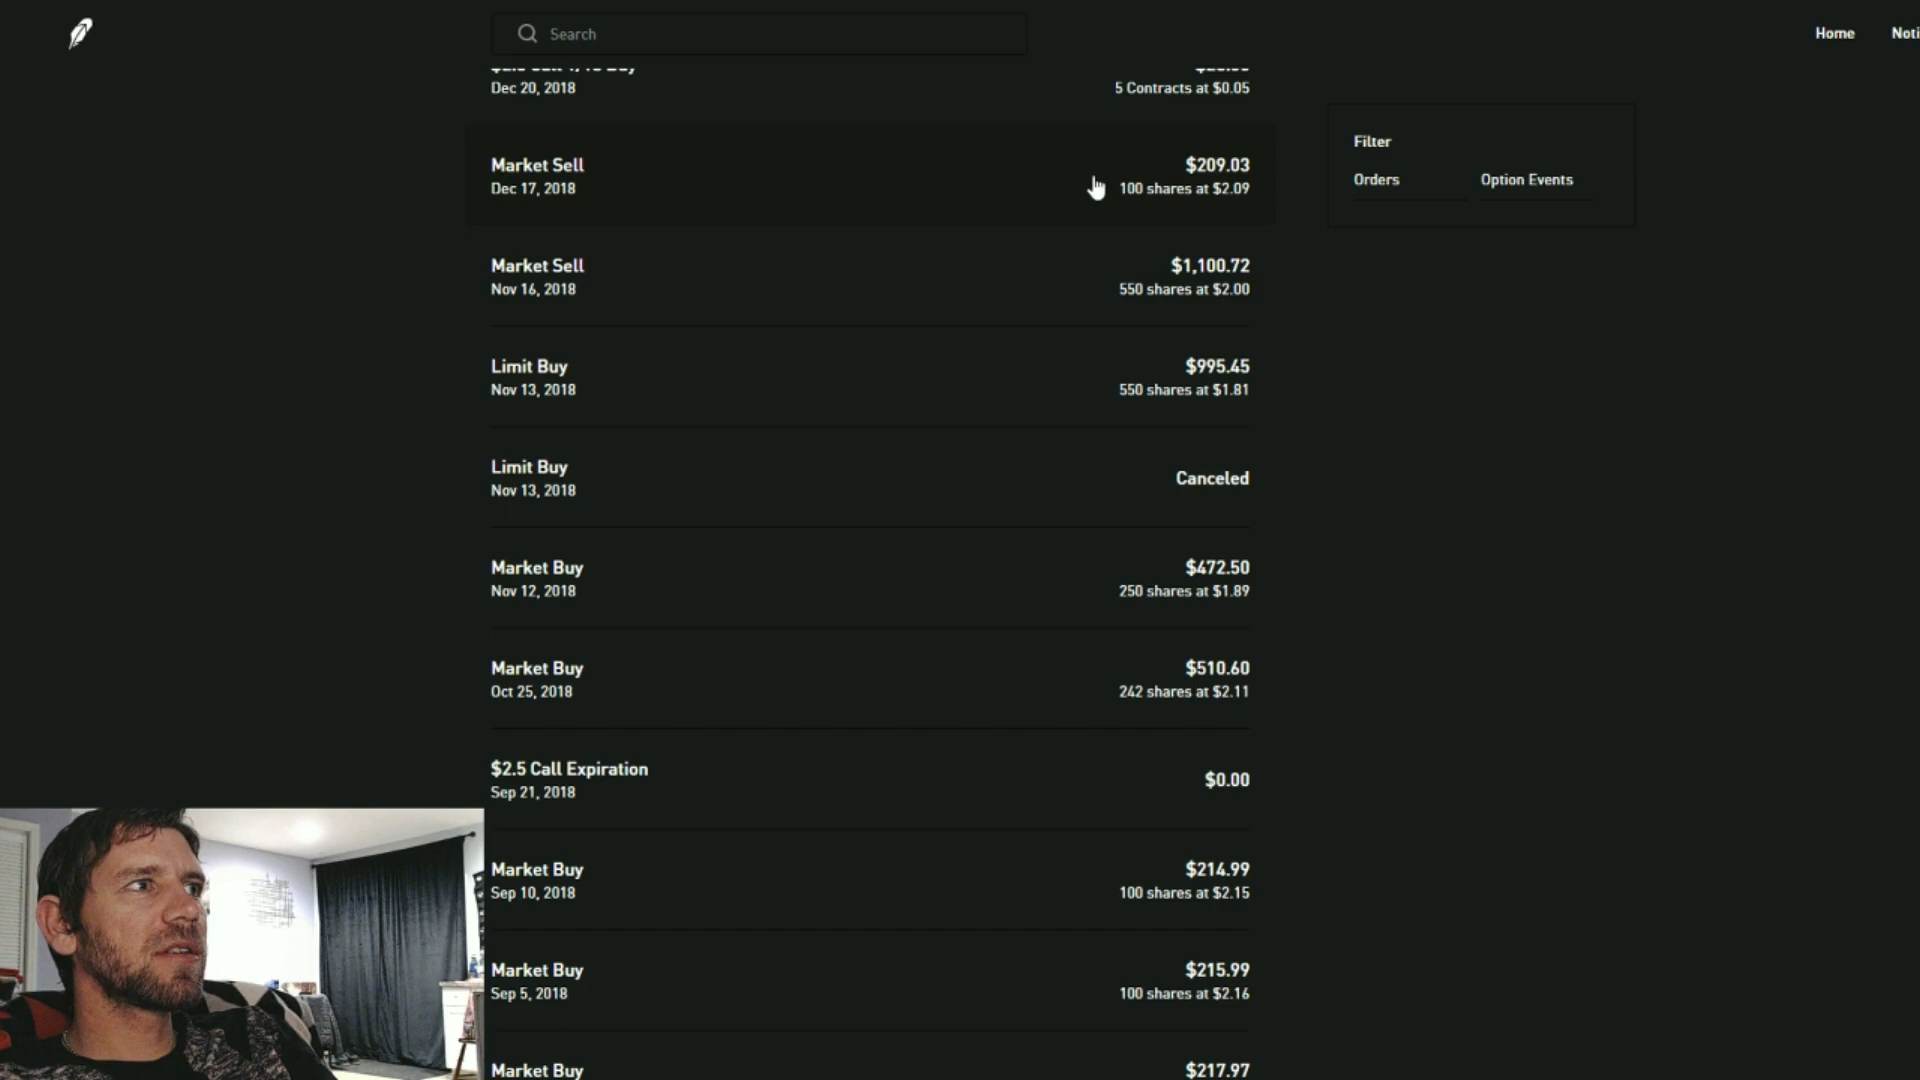 Search
Home
Dec 20, 2018
5 Contracts at $0.05
Filter
Orders
Option Events
Market Sell
$209.03
Dec 17, 2018
100 shares at $2.09
Market Sell
$1,100.72
Nov 16, 2018
550 shares at $2.00
Limit Buy
$995.45
Nov 13, 2018
550 shares at $1.81
Limit Buy
Nov 13, 2018
Canceled
Market Buy
$472.50
Nov 12, 2018
250 shares at $1.89
Market Buy
$510.60
Oct 25, 2018
242 shares at $2.11
$2.5 Call Expiration
Sep 21, 2018
$0.00
Market Buy
$214.99
Sep 10, 2018
100 shares at $2.15
Market Buy
$215.99
Sep 5, 2018
100 shares at $2.16
Market Buy
$217.97